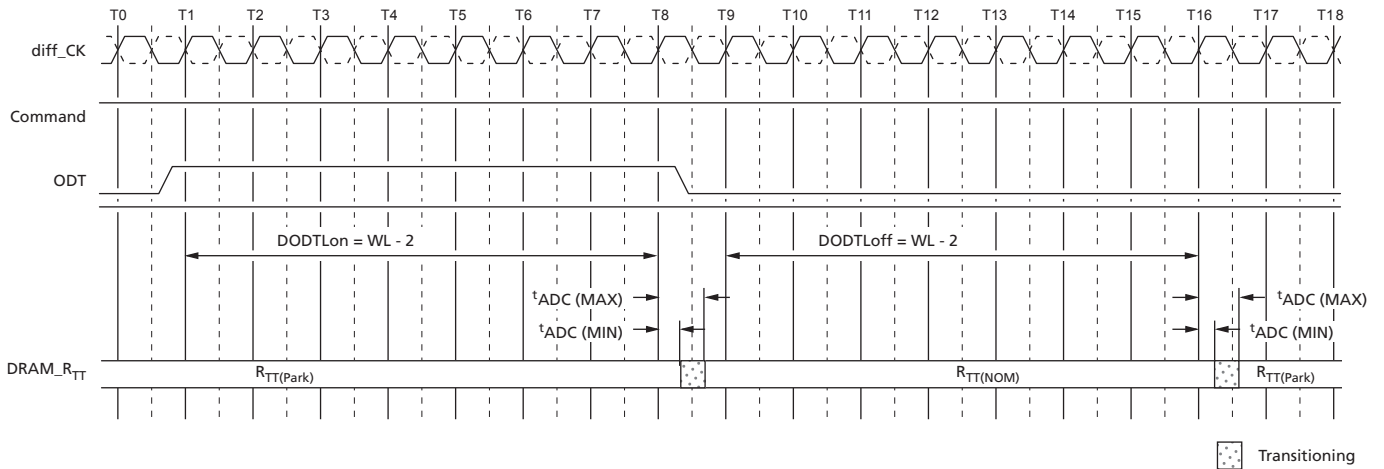 T0 T1 T2 T3 T4 T5 T6 T7 T8 T9 T10 T11 T12 T13 T14 T15 T16 T17 T18
diff_CK
Command
ODT
DODTLon = WL - 2 DODTLoff = WL - 2
tADC (MAX) tADC (MAX)
tADC (MIN) tADC (MIN)
DRAM_RTT RTT(Park) RTT(NOM) RTT(Park)
Transitioning